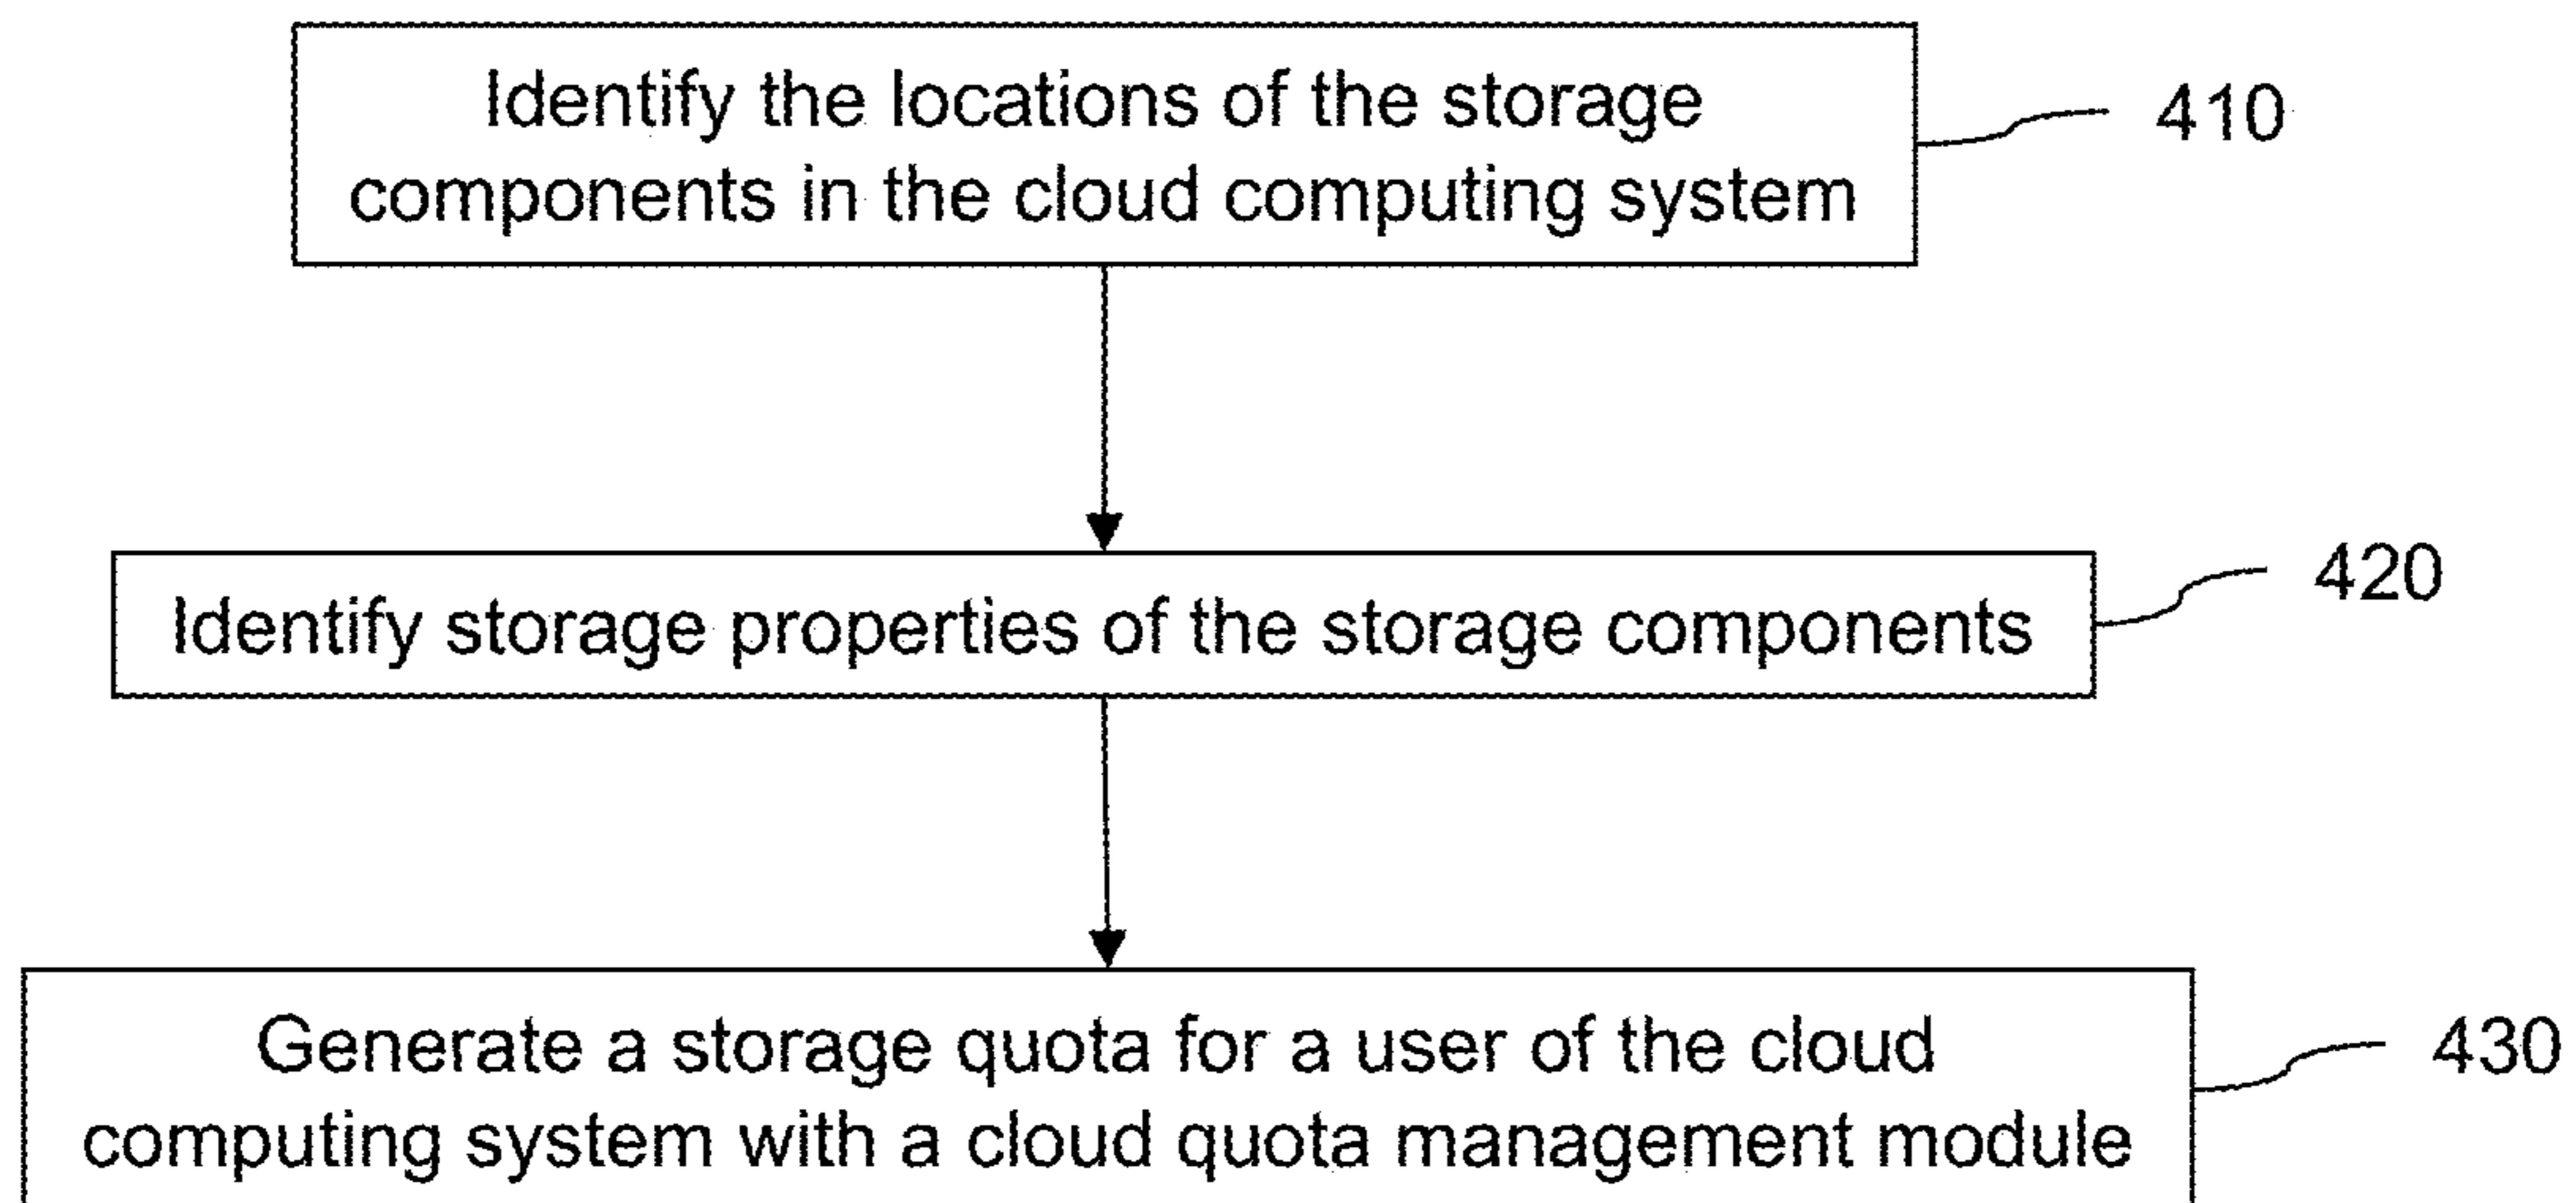 Identify the locations of the storage
components in the cloud computing system
410
Identify storage properties of the storage components
420
Generate a storage quota for a user of the cloud
computing system with a cloud quota management module
430